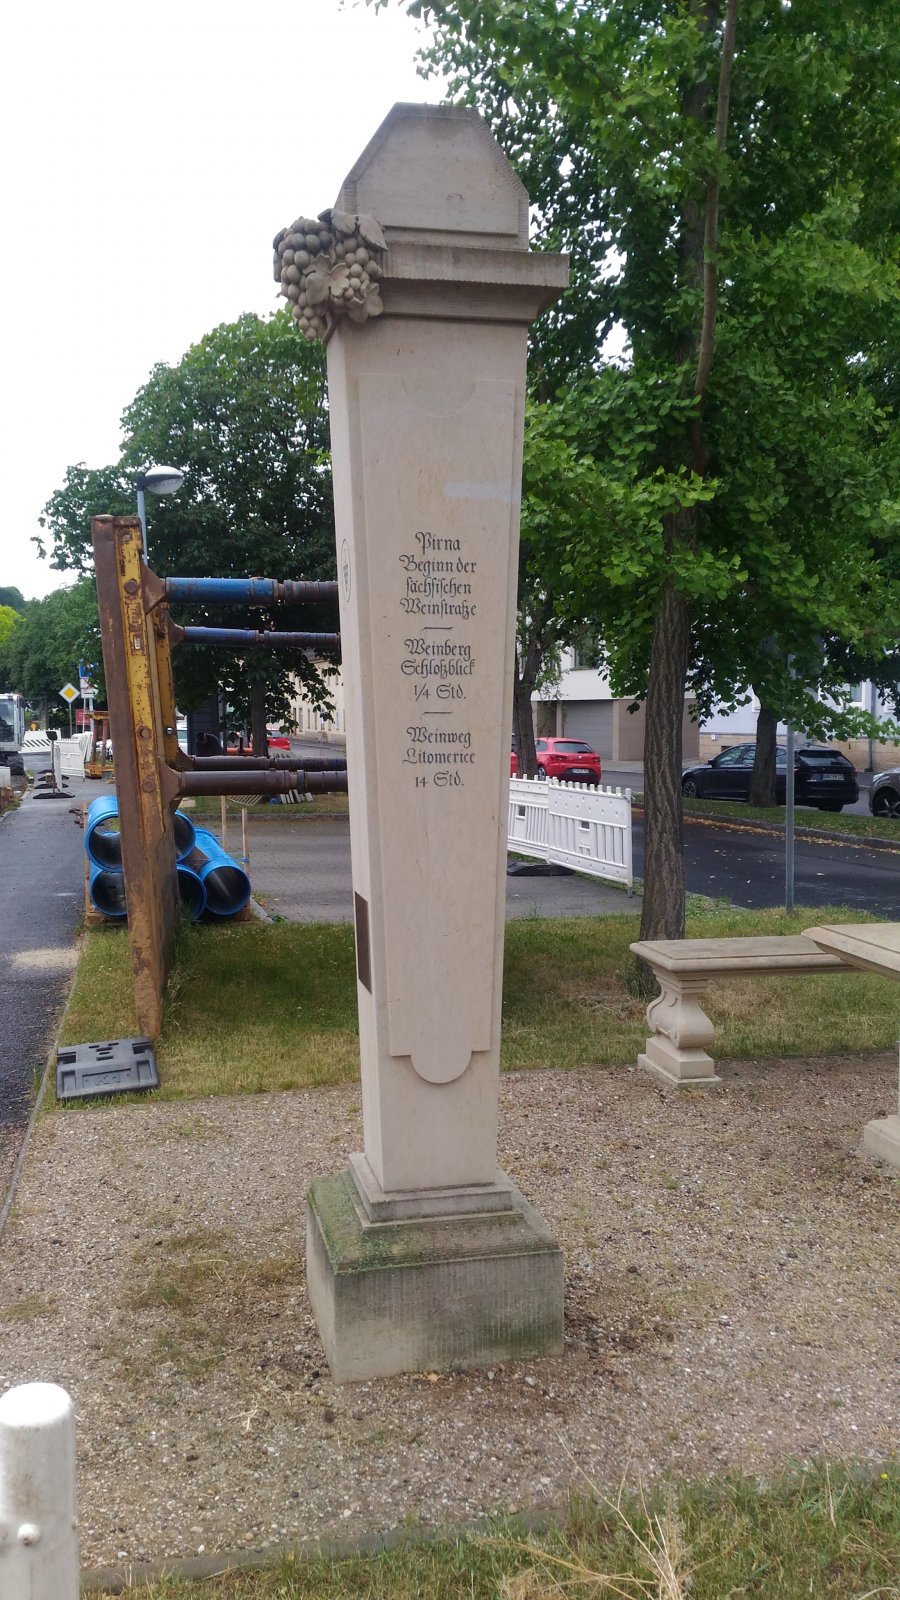 Pirna
Beginn der
sächsischen
Weinstraße
Weinberg
Schloßblick
1/4 Std.
Weinweg
Litomerice
14 Std.